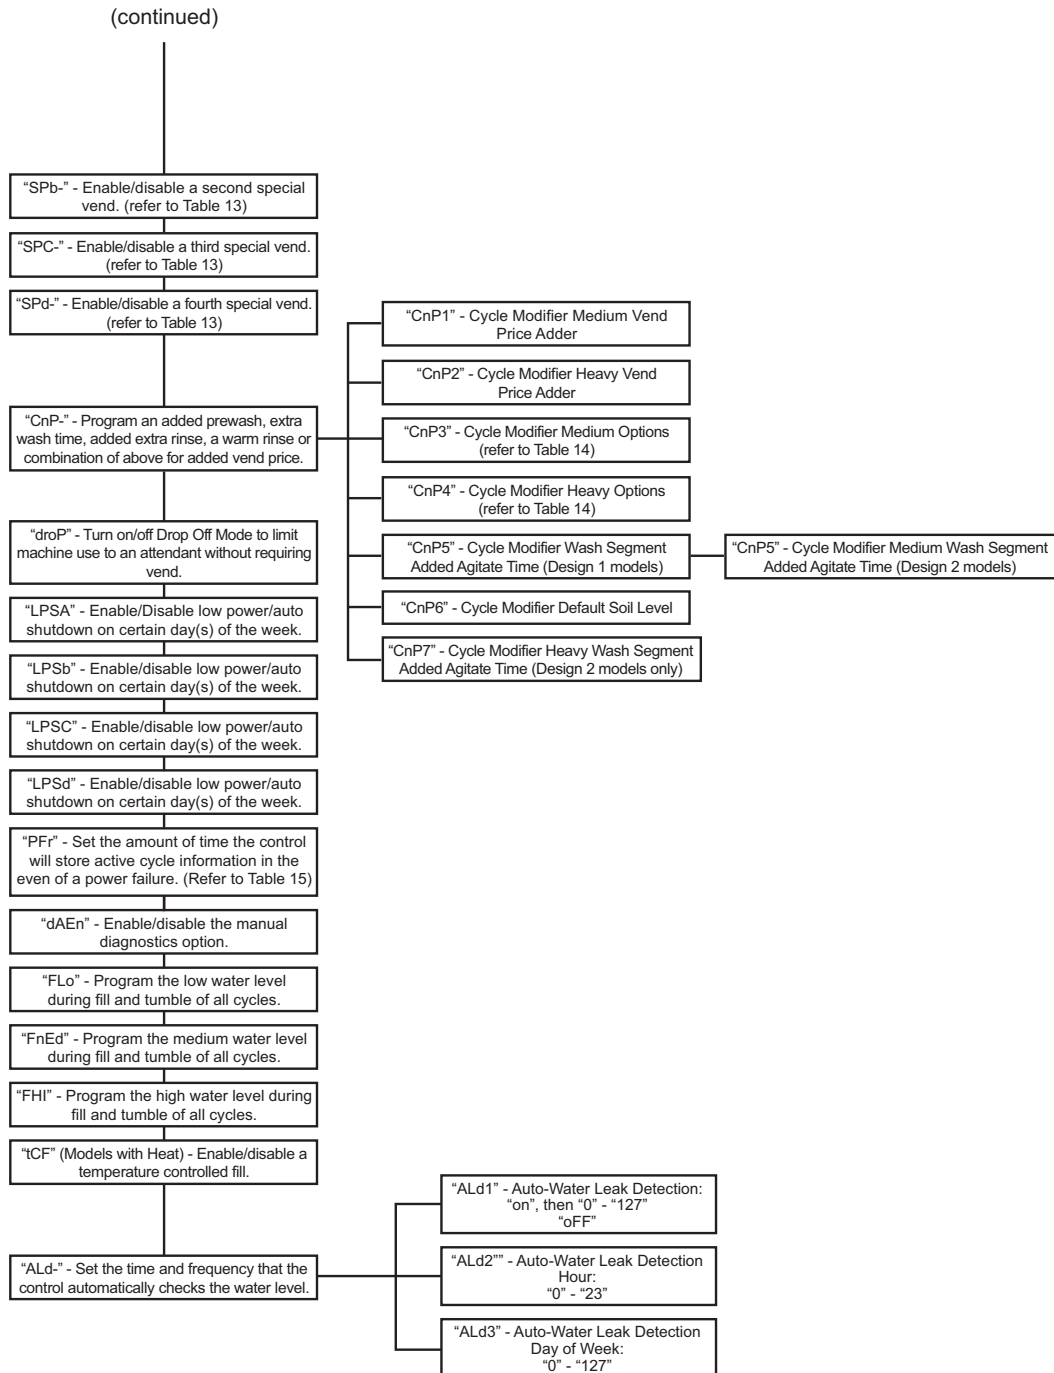 (continued)
“SPb-” - Enable/disable a second special
vend. (refer to Table 13)
“SPC-” - Enable/disable a third special vend.
(refer to Table 13)
“SPd-” - Enable/disable a fourth special vend.
(refer to Table 13)
“CnP-” - Program an added prewash, extra
wash time, added extra rinse, a warm rinse or
combination of above for added vend price.
“CnP1” - Cycle Modifier Medium Vend
Price Adder
“CnP2” - Cycle Modifier Heavy Vend
Price Adder
“CnP3” - Cycle Modifier Medium Options
(refer to Table 14)
“CnP4” - Cycle Modifier Heavy Options
(refer to Table 14)
“CnP5” - Cycle Modifier Wash Segment
Added Agitate Time (Design 1 models)
“CnP5” - Cycle Modifier Medium Wash Segment
Added Agitate Time (Design 2 models)
“CnP6” - Cycle Modifier Default Soil Level
“CnP7” - Cycle Modifier Heavy Wash Segment
Added Agitate Time (Design 2 models only)
“droP” - Turn on/off Drop Off Mode to limit
machine use to an attendant without requiring
vend.
“LPSA” - Enable/Disable low power/auto
shutdown on certain day(s) of the week.
“LPSb” - Enable/disable low power/auto
shutdown on certain day(s) of the week.
“LPSC” - Enable/disable low power/auto
shutdown on certain day(s) of the week.
“LPSd” - Enable/disable low power/auto
shutdown on certain day(s) of the week.
“PFr” - Set the amount of time the control
will store active cycle information in the
even of a power failure. (Refer to Table 15)
“dAEn” - Enable/disable the manual
diagnostics option.
“FLo” - Program the low water level
during fill and tumble of all cycles.
“FnEd” - Program the medium water level
during fill and tumble of all cycles.
“FHI” - Program the high water level during
fill and tumble of all cycles.
“tCF” (Models with Heat) - Enable/disable a
temperature controlled fill.
“ALd-” - Set the time and frequency that the
control automatically checks the water level.
“ALd1” - Auto-Water Leak Detection:
“on”, then “0” - “127”
“oFF”
“ALd2”” - Auto-Water Leak Detection
Hour:
“0” - “23”
“ALd3” - Auto-Water Leak Detection
Day of Week:
“0” - “127”